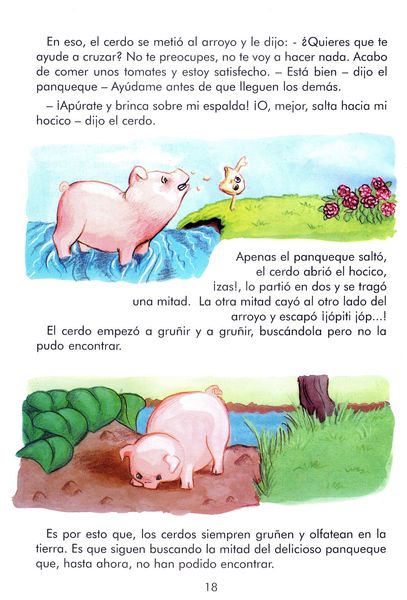 En eso, el cerdo se metió al arroyo y le dijo: - ¿Quieres que te
ayude a cruzar? No te preocupes, no te voy a hacer nada. Acabo
de comer unos tomates y estoy satisfecho. – Está bien – dijo el
panqueque – Ayúdame antes de que lleguen los demás.
– ¡Apúrate y brinca sobre mi espalda! ¡O, mejor, salta hacia mi
hocico – dijo el cerdo.
Apenas el panqueque saltó,
el cerdo abrió el hocico,
¡zas!, lo partió en dos y se tragó
una mitad. La otra mitad cayó al otro lado del
arroyo y escapó ¡jópiti jóp...!
El cerdo empezó a gruñir y a gruñir, buscándola pero no la
pudo encontrar.
Es por esto que, los cerdos siempren gruñen y olfatean en la
tierra. Es que siguen buscando la mitad del delicioso panqueque
que, hasta ahora, no han podido encontrar.
18